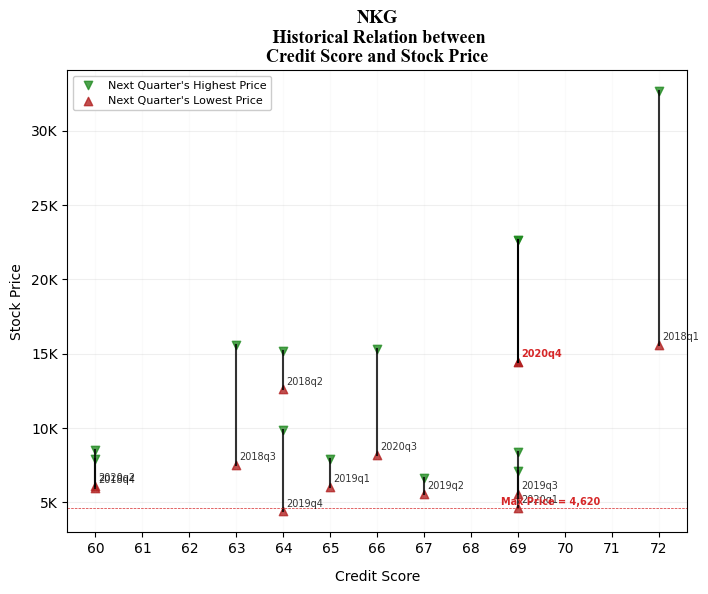 NKG
Historical Relation between
Credit Score and Stock Price
Next Quarter's Highest Price
Next Quarter's Lowest Price
Stock Price
30K
25K
20K
15K
10K
5K
2018q1
2020q4
2018q2
2018q3
2020q3
2020q2
2018q4
2019q1
2019q2
2019q3
2019q4
2020q1
Max Price = 4,620
60 61 62 63 64 65 66 67 68 69 70 71 72
Credit Score